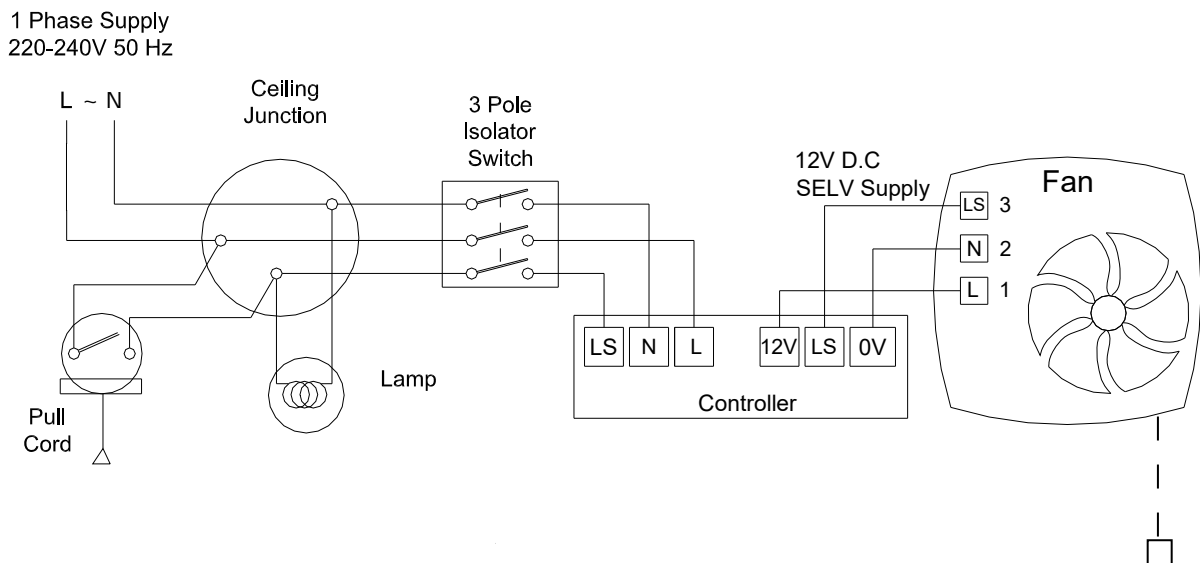 1 Phase Supply
220-240V 50 Hz
L ~ N
Ceiling
Junction
3 Pole
Isolator
Switch
12V D.C
SELV Supply
Fan
LS 3
N 2
L 1
LS N L 12V LS 0V
Controller
Lamp
Pull
Cord